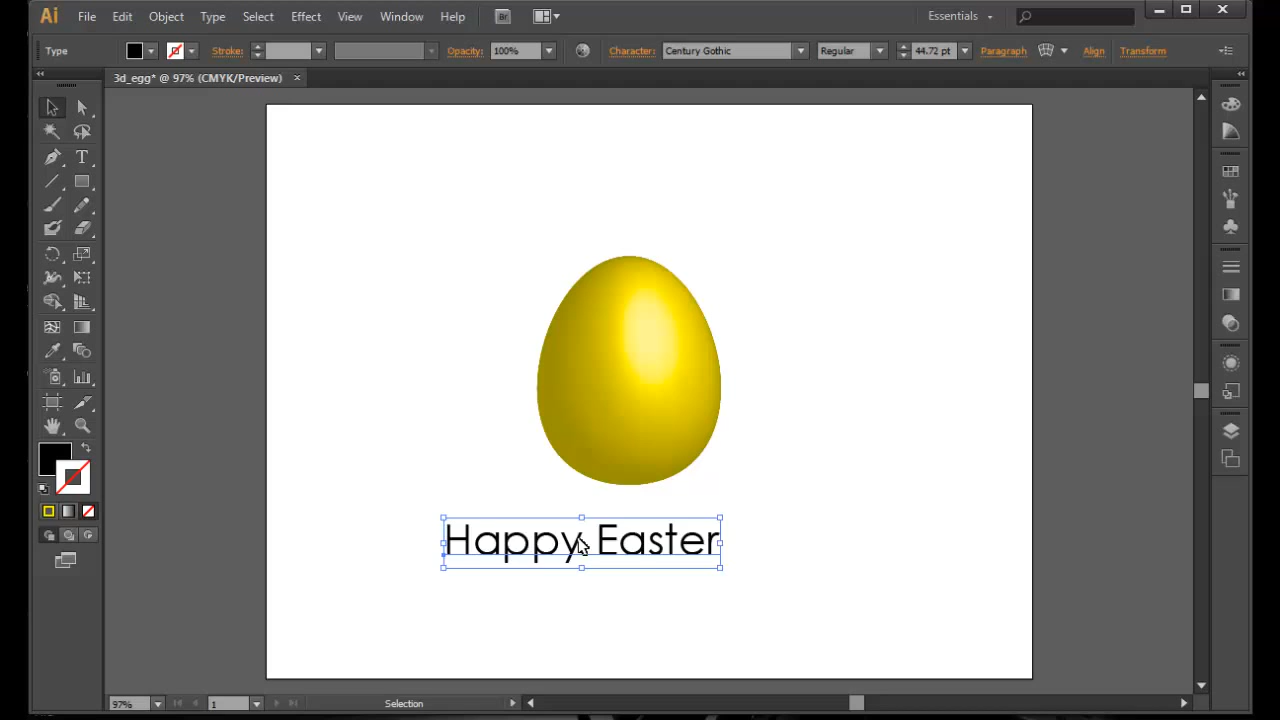 Ai File Edit Object Type Select Effect View Window Help Br Essentials
Type Stroke: Opacity: 100% Character: Century Gothic Regular 44.72 pt Paragraph Align Transform
3d_egg* @ 97% (CMYK/Preview) ×
T
Happy Easter
97% 1 Selection